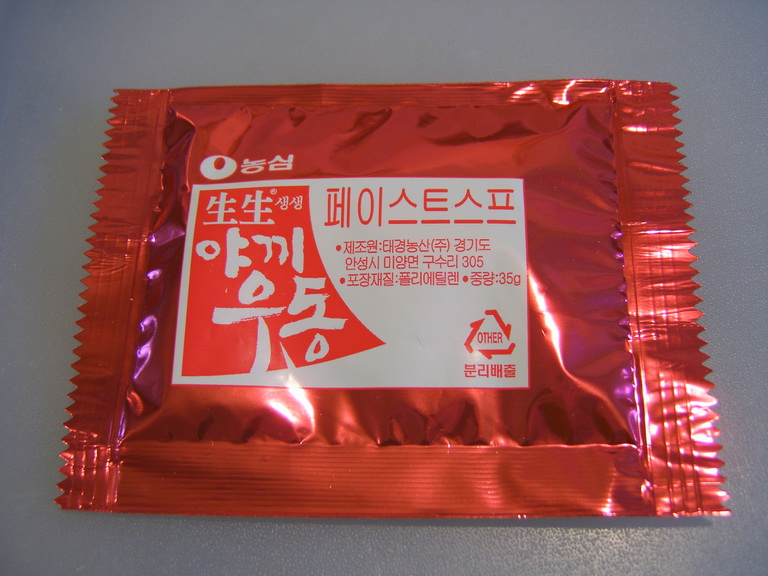 농심
生生® 생생
야끼
우동
페이스트스프
•제조원:태경농산(주) 경기도
안성시 미양면 구수리 305
•포장재질:폴리에틸렌 •중량:35g
OTHER
분리배출